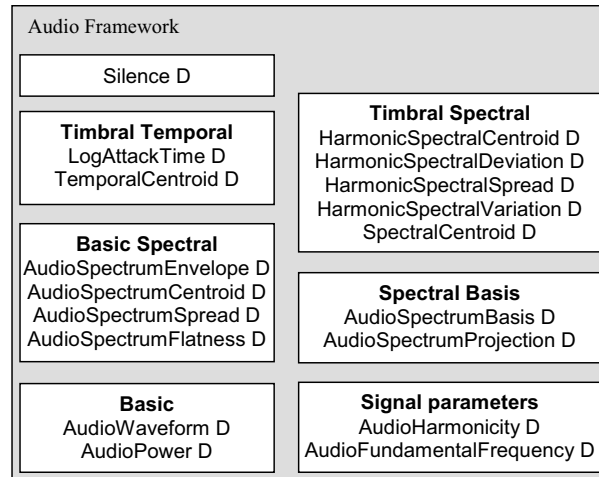 Audio Framework
Silence D
Timbral Temporal
LogAttackTime D
TemporalCentroid D
Basic Spectral
AudioSpectrumEnvelope D
AudioSpectrumCentroid D
AudioSpectrumSpread D
AudioSpectrumFlatness D
Basic
AudioWaveform D
AudioPower D
Timbral Spectral
HarmonicSpectralCentroid D
HarmonicSpectralDeviation D
HarmonicSpectralSpread D
HarmonicSpectralVariation D
SpectralCentroid D
Spectral Basis
AudioSpectrumBasis D
AudioSpectrumProjection D
Signal parameters
AudioHarmonicity D
AudioFundamentalFrequency D